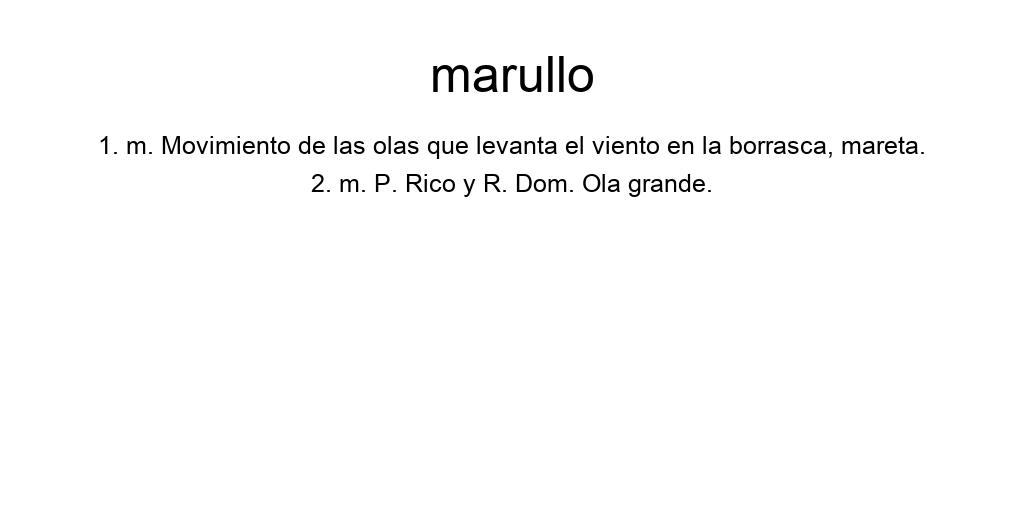 marullo
1. m. Movimiento de las olas que levanta el viento en la borrasca, mareta.
2. m. P. Rico y R. Dom. Ola grande.